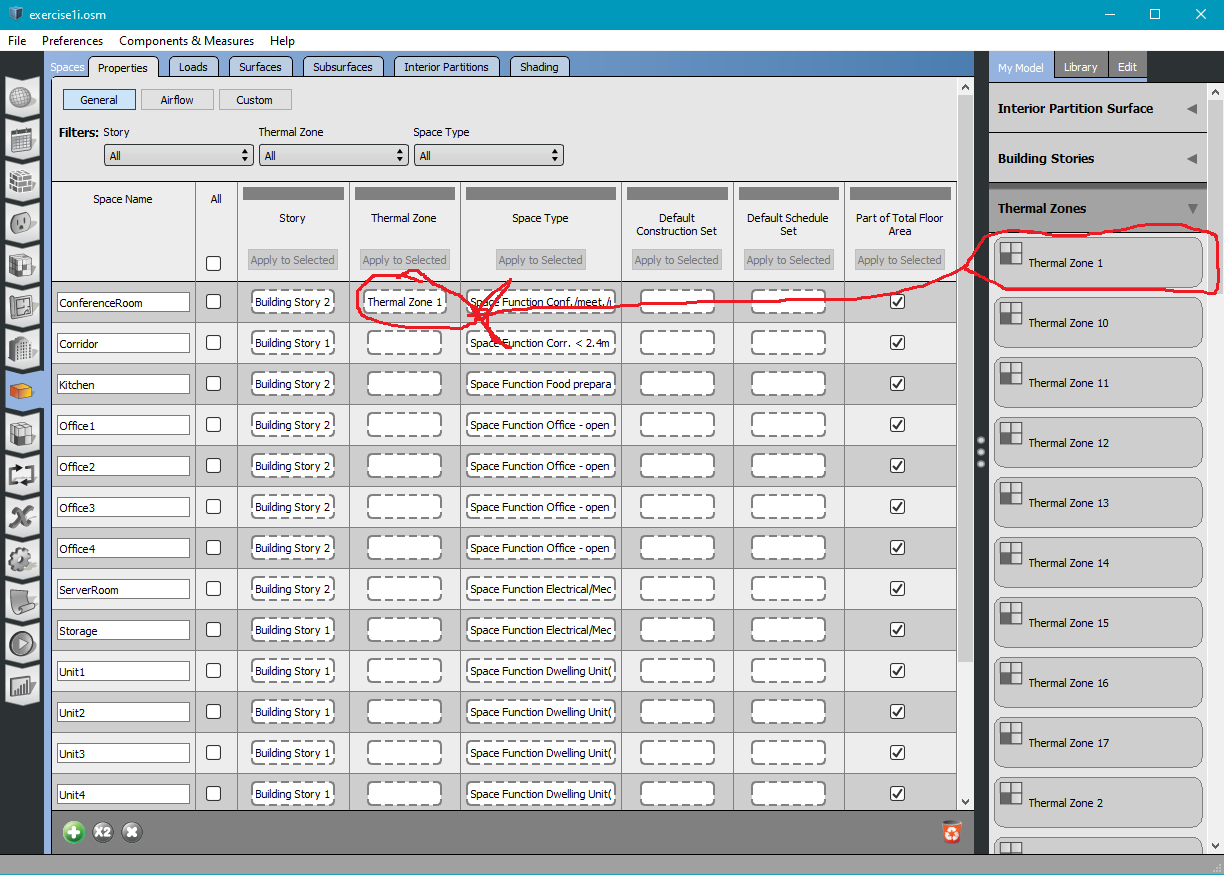 exercise1i.osm
File Preferences Components & Measures Help
Spaces Properties Loads Surfaces Subsurfaces Interior Partitions Shading
My Model Library Edit
General Airflow Custom
Filters: Story Thermal Zone Space Type
All All All
Space Name All Story Thermal Zone Space Type Default Construction Set Default Schedule Set Part of Total Floor Area
Apply to Selected Apply to Selected Apply to Selected Apply to Selected Apply to Selected Apply to Selected
ConferenceRoom Building Story 2 Thermal Zone 1 Space Function Conf./meet./
Corridor Building Story 1 Space Function Corr. < 2.4m
Kitchen Building Story 2 Space Function Food prepara
Office1 Building Story 2 Space Function Office - open
Office2 Building Story 2 Space Function Office - open
Office3 Building Story 2 Space Function Office - open
Office4 Building Story 2 Space Function Office - open
ServerRoom Building Story 2 Space Function Electrical/Mec
Storage Building Story 1 Space Function Electrical/Mec
Unit1 Building Story 1 Space Function Dwelling Unit(
Unit2 Building Story 1 Space Function Dwelling Unit(
Unit3 Building Story 1 Space Function Dwelling Unit(
Unit4 Building Story 1 Space Function Dwelling Unit(
X2
Interior Partition Surface
Building Stories
Thermal Zones
Thermal Zone 1
Thermal Zone 10
Thermal Zone 11
Thermal Zone 12
Thermal Zone 13
Thermal Zone 14
Thermal Zone 15
Thermal Zone 16
Thermal Zone 17
Thermal Zone 2